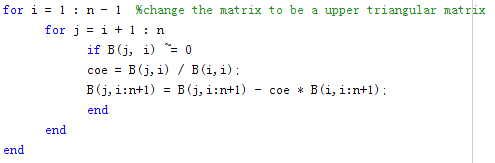 for i = 1 : n - 1  %change the matrix to be a upper triangular matrix
for j = i + 1 : n
if B(j, i) ~= 0
coe = B(j,i) / B(i,i);
B(j,i:n+1) = B(j,i:n+1) - coe * B(i,i:n+1);
end
end
end